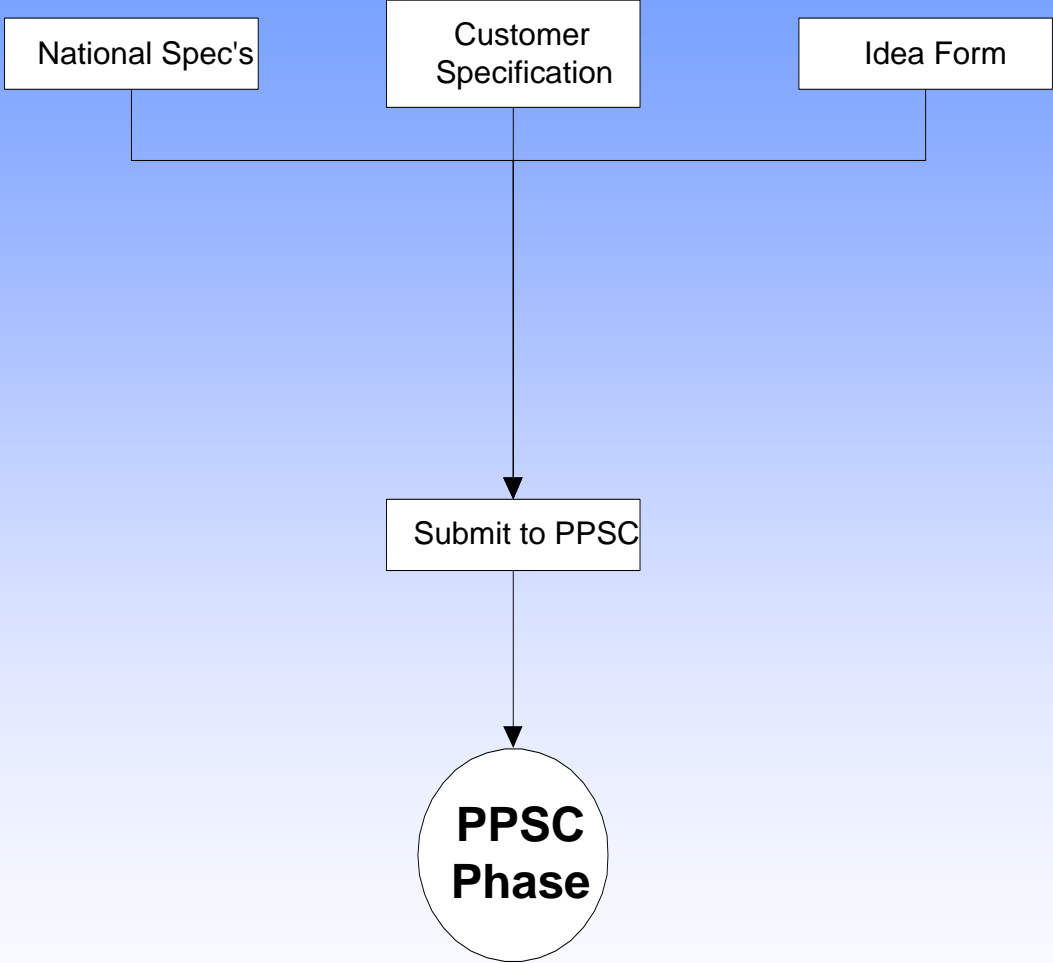 National Spec's
Customer
Specification
Idea Form
Submit to PPSC
PPSC
Phase